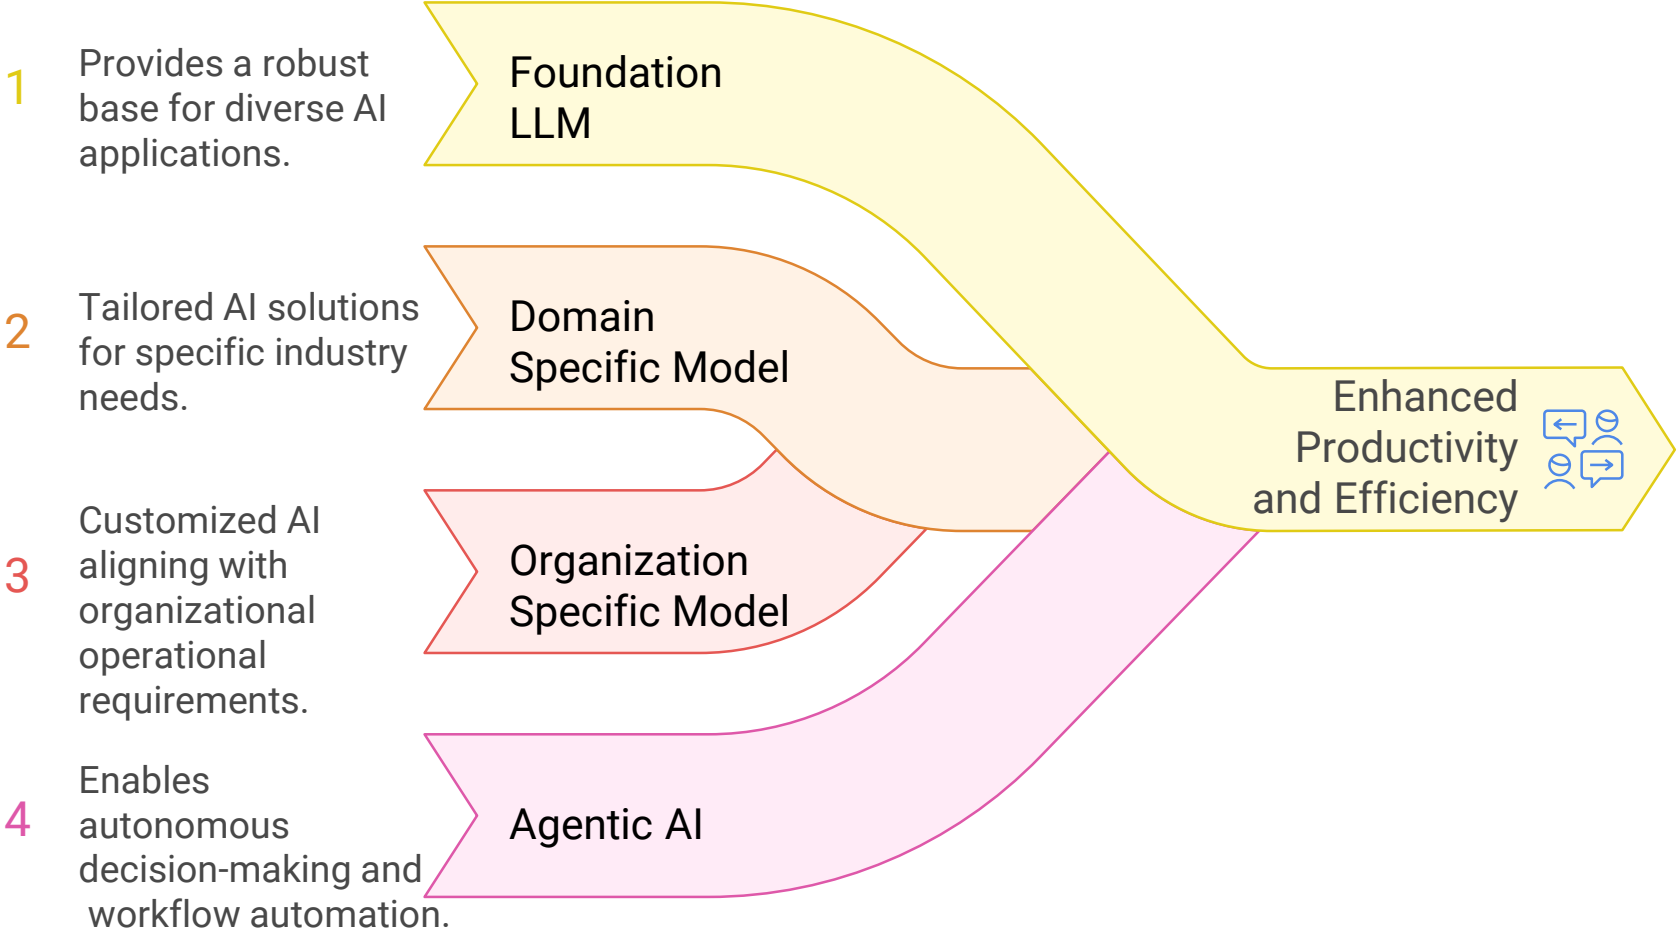 1
Provides a robust
base for diverse AI
applications.
Foundation
LLM
2
Tailored AI solutions
for specific industry
needs.
Domain
Specific Model
3
Customized AI
aligning with
organizational
operational
requirements.
Organization
Specific Model
4
Enables
autonomous
decision-making and
workflow automation.
Agentic AI
Enhanced
Productivity
and Efficiency